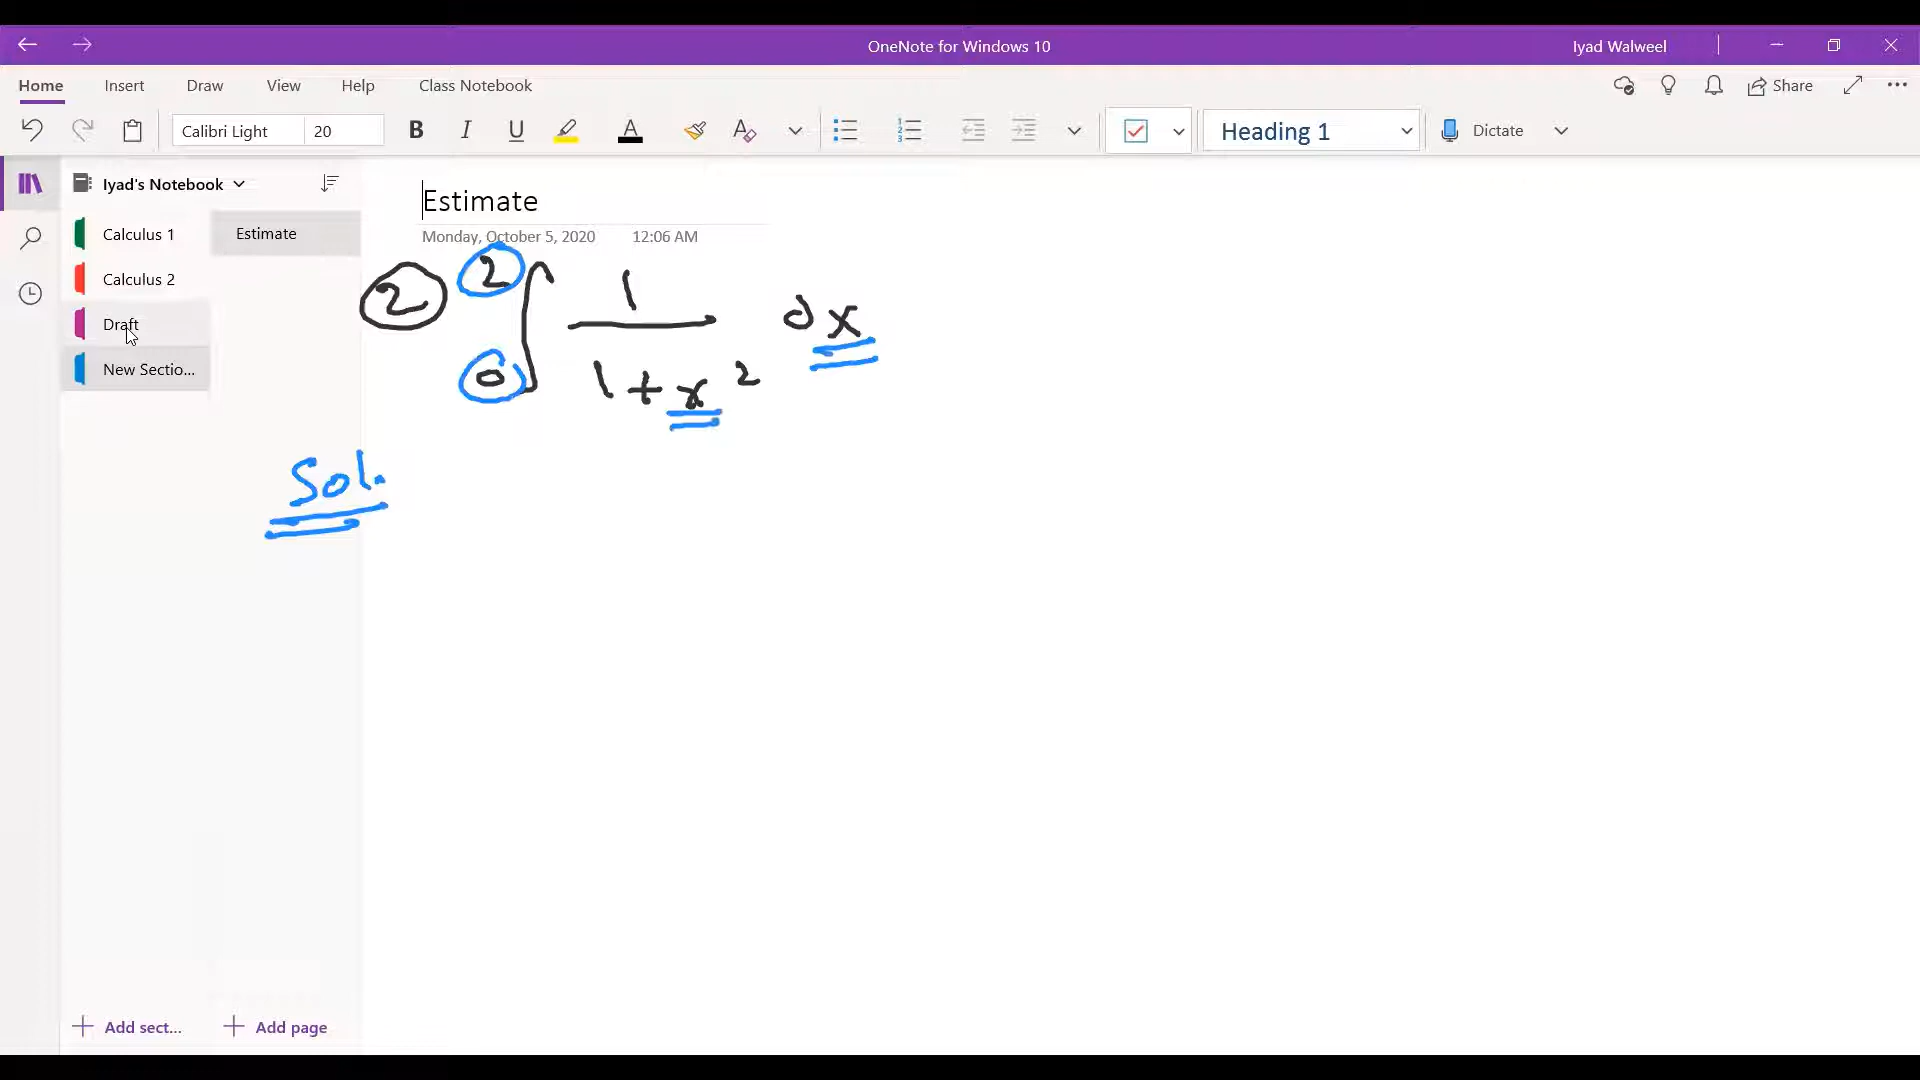 OneNote for Windows 10
Iyad Walweel
Home Insert Draw View Help Class Notebook
Share
Calibri Light 20 B I U A A Heading 1 Dictate
Iyad's Notebook
Calculus 1
Calculus 2
Draft
New Sectio...
Estimate
Estimate
Monday, October 5, 2020 12:06 AM
② ∫₀² 1/(1+x²) dx
Sol.
Add sect... Add page